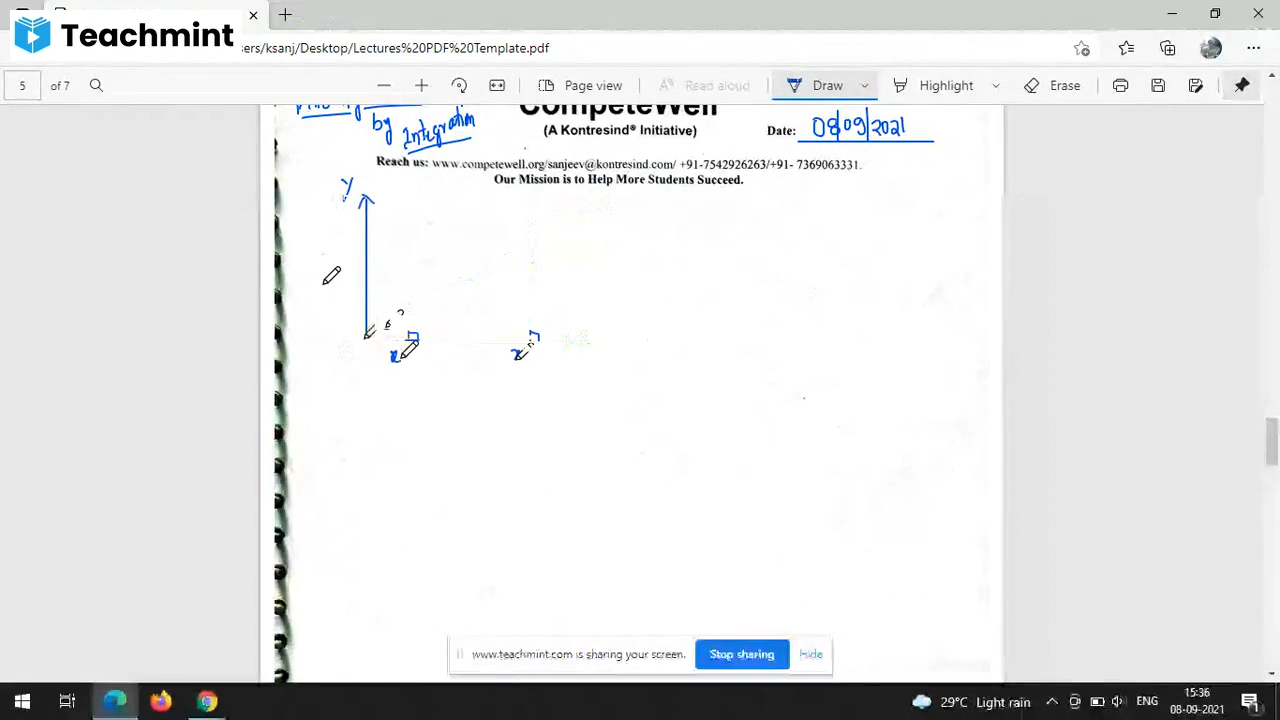 Teachmint
ersksanj/Desktop/Lectures%20PDF%20Template.pdf
5 of 7
Page view
Read aloud
Draw
Highlight
Erase
CompeteWell
by Integration
(A Kontresind® Initiative)
Date: 08/09/2021
Reach us: www.competewell.org/sanjeev@kontresind.com/ +91-7542926263/+91- 7369063331.
Our Mission is to Help More Students Succeed.
Y
x
x
www.teachmint.com is sharing your screen.
Stop sharing
Hide
29°C Light rain
ENG
15:36
08-09-2021